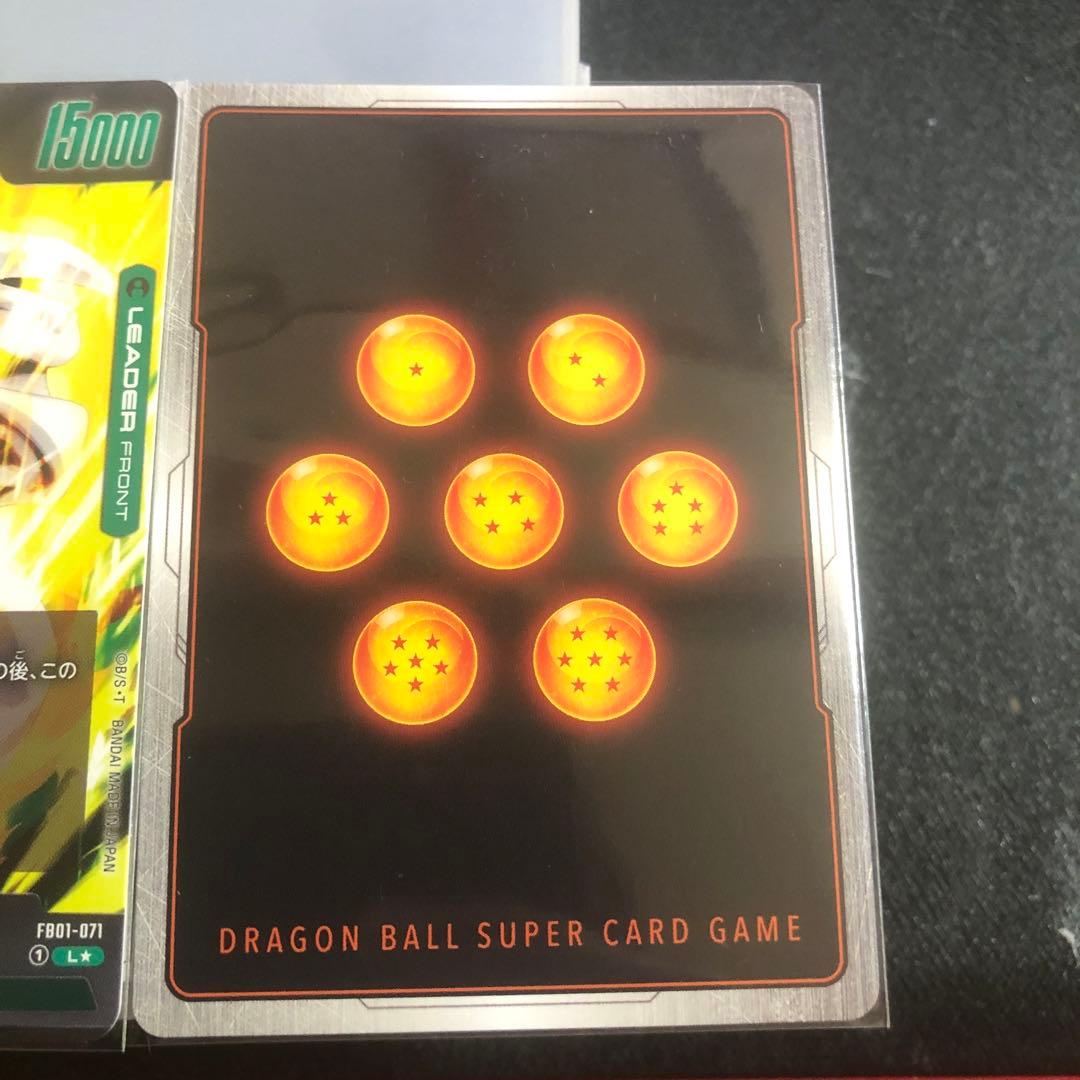 15000
LEADER FRONT
の後、この
ご
©B/S・T BANDAI MADE IN JAPAN
FB01-071
① L★
DRAGON BALL SUPER CARD GAME